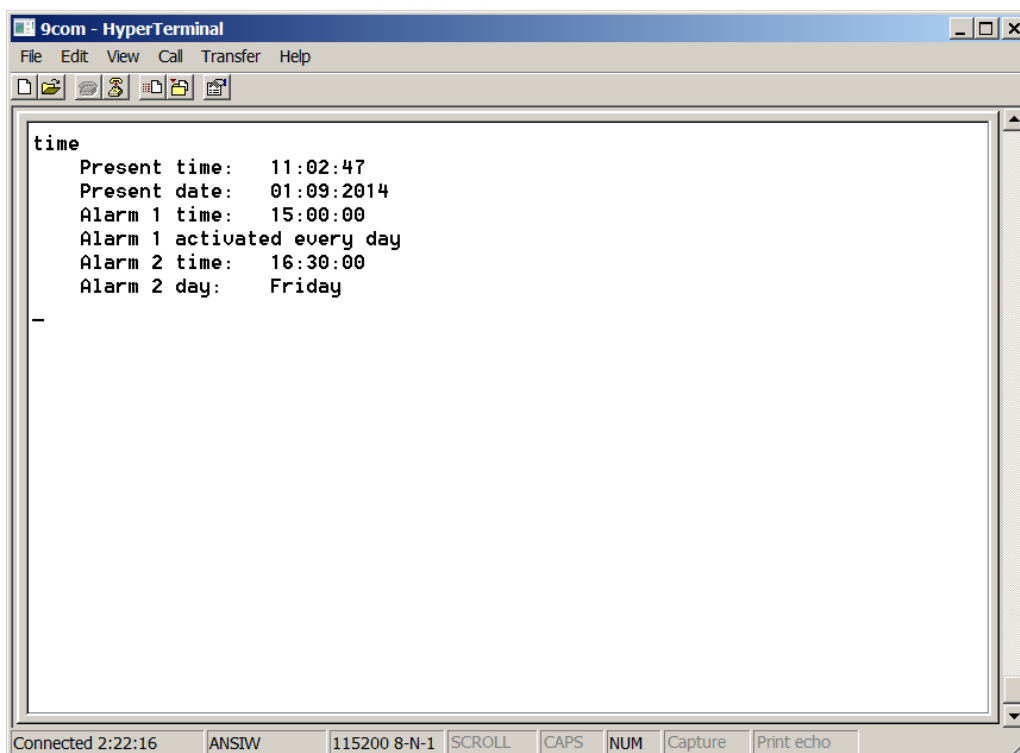 9com - HyperTerminal
File Edit View Call Transfer Help
time
Present time: 11:02:47
Present date: 01:09:2014
Alarm 1 time: 15:00:00
Alarm 1 activated every day
Alarm 2 time: 16:30:00
Alarm 2 day: Friday
Connected 2:22:16 ANSIW 115200 8-N-1 SCROLL CAPS NUM Capture Print echo